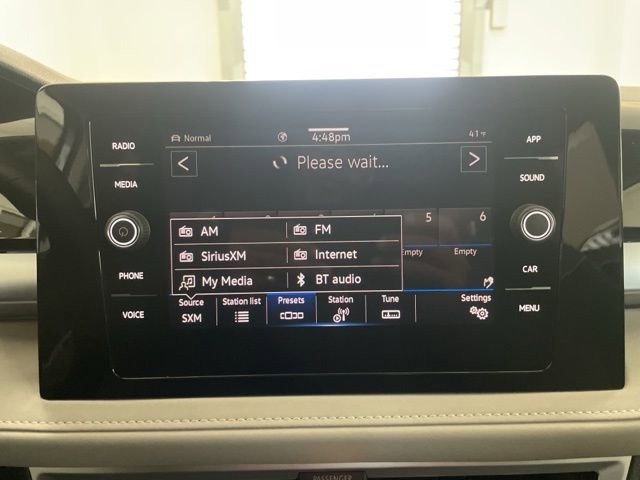 RADIO
MEDIA
PHONE
VOICE
Normal
4:48pm
41 °F
< Please wait... >
5 6
Empty Empty
AM FM
SiriusXM Internet
My Media BT audio
Source Station list Presets Station Tune Settings
SXM
APP
SOUND
CAR
MENU
PASSENGER